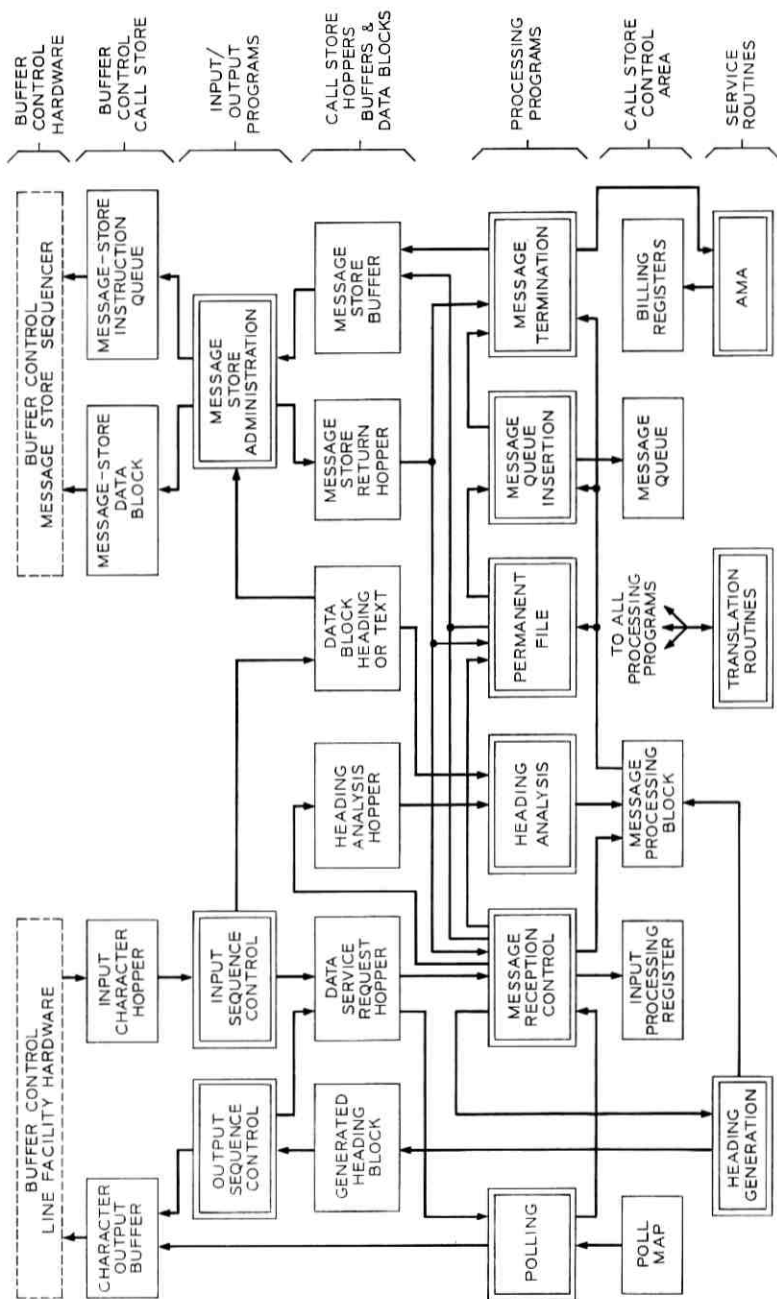 BUFFER
CONTROL
HARDWARE
BUFFER
CONTROL
CALL STORE
INPUT/
OUTPUT
PROGRAMS
CALL STORE
HOPPERS
BUFFERS &
DATA BLOCKS
PROCESSING
PROGRAMS
CALL STORE
CONTROL
AREA
SERVICE
ROUTINES
BUFFER CONTROL
LINE FACILITY HARDWARE
BUFFER CONTROL
MESSAGE STORE SEQUENCER
CHARACTER
OUTPUT
BUFFER
INPUT
CHARACTER
HOPPER
MESSAGE-STORE
DATA
BLOCK
MESSAGE-STORE
INSTRUCTION
QUEUE
OUTPUT
SEQUENCE
CONTROL
INPUT
SEQUENCE
CONTROL
MESSAGE
STORE
ADMINISTRATION
GENERATED
HEADING
BLOCK
DATA
SERVICE
REQUEST
HOPPER
HEADING
ANALYSIS
HOPPER
DATA
BLOCK
HEADING
OR TEXT
MESSAGE
STORE
RETURN
HOPPER
MESSAGE
STORE
BUFFER
POLLING
MESSAGE
RECEPTION
CONTROL
HEADING
ANALYSIS
PERMANENT
FILE
MESSAGE
QUEUE
INSERTION
MESSAGE
TERMINATION
POLL
MAP
INPUT
PROCESSING
REGISTER
MESSAGE
PROCESSING
BLOCK
TO ALL
PROCESSING
PROGRAMS
MESSAGE
QUEUE
BILLING
REGISTERS
HEADING
GENERATION
TRANSLATION
ROUTINES
AMA